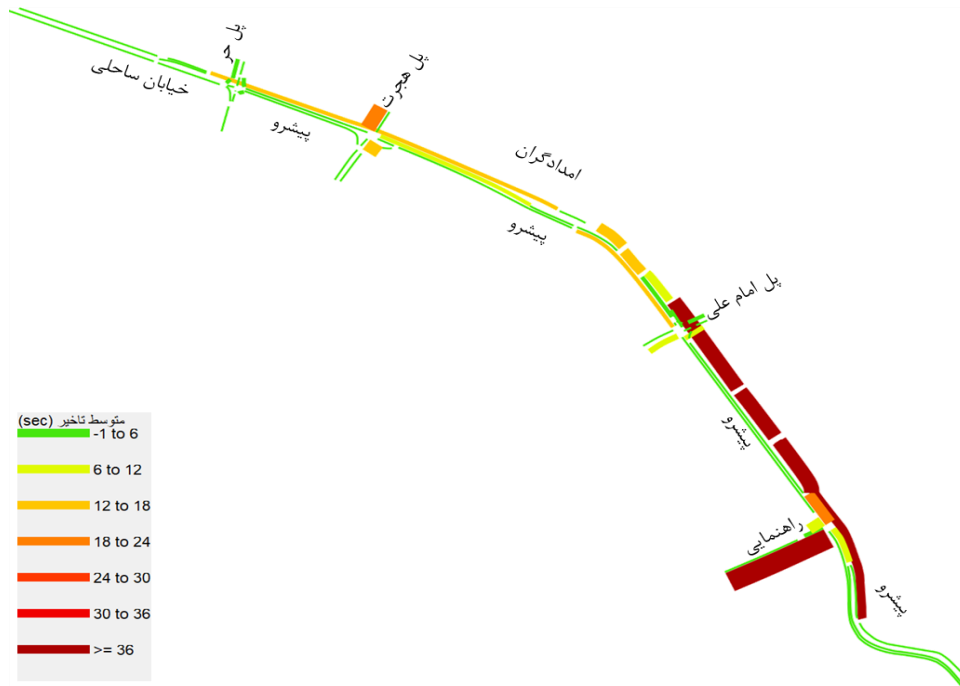 پل حر
پل هجرت
خیابان ساحلی
پیشرو
امدادگران
پیشرو
پل امام علی
پیشرو
راهنمایی
پیشرو
متوسط تاخیر (sec)
-1 to 6
6 to 12
12 to 18
18 to 24
24 to 30
30 to 36
>= 36